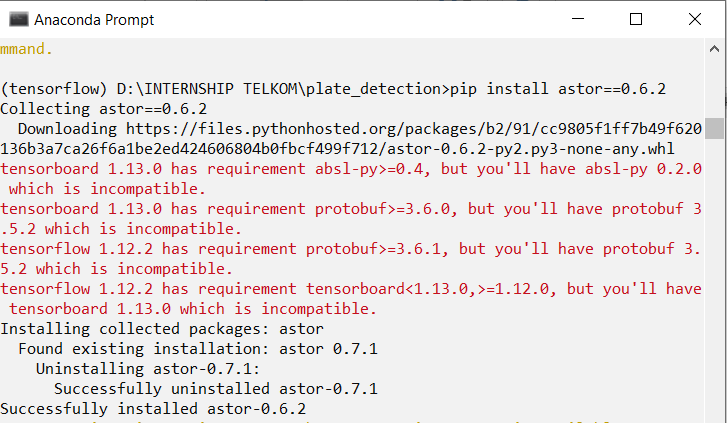 Anaconda Prompt
mmand.
(tensorflow) D:\INTERNSHIP TELKOM\plate_detection>pip install astor==0.6.2
Collecting astor==0.6.2
  Downloading https://files.pythonhosted.org/packages/b2/91/cc9805f1ff7b49f620
136b3a7ca26f6a1be2ed424606804b0fbcf499f712/astor-0.6.2-py2.py3-none-any.whl
tensorboard 1.13.0 has requirement absl-py>=0.4, but you'll have absl-py 0.2.0
 which is incompatible.
tensorboard 1.13.0 has requirement protobuf>=3.6.0, but you'll have protobuf 3
.5.2 which is incompatible.
tensorflow 1.12.2 has requirement protobuf>=3.6.1, but you'll have protobuf 3.
5.2 which is incompatible.
tensorflow 1.12.2 has requirement tensorboard<1.13.0,>=1.12.0, but you'll have
 tensorboard 1.13.0 which is incompatible.
Installing collected packages: astor
  Found existing installation: astor 0.7.1
    Uninstalling astor-0.7.1:
      Successfully uninstalled astor-0.7.1
Successfully installed astor-0.6.2